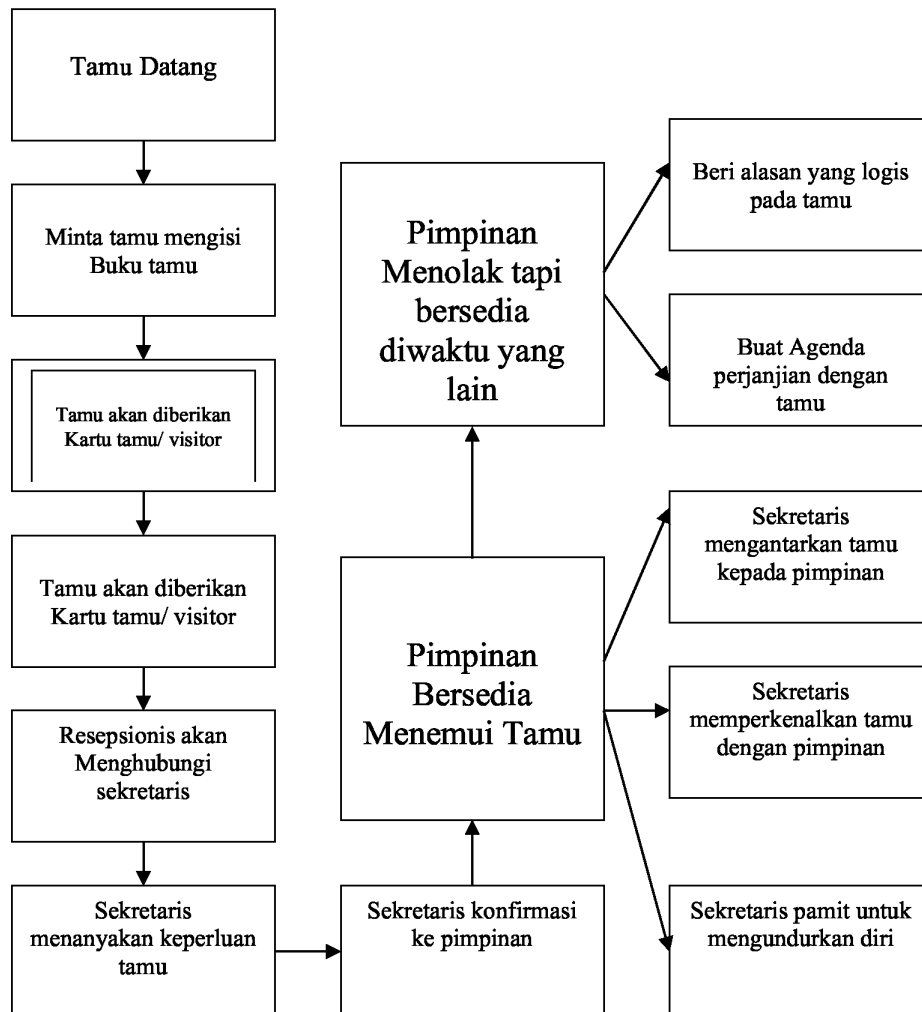 Tamu Datang
Minta tamu mengisi
Buku tamu
Tamu akan diberikan
Kartu tamu/ visitor
Tamu akan diberikan
Kartu tamu/ visitor
Resepsionis akan
Menghubungi
sekretaris
Sekretaris
menanyakan keperluan
tamu
Sekretaris konfirmasi
ke pimpinan
Pimpinan
Bersedia
Menemui Tamu
Pimpinan
Menolak tapi
bersedia
diwaktu yang
lain
Beri alasan yang logis
pada tamu
Buat Agenda
perjanjian dengan
tamu
Sekretaris
mengantarkan tamu
kepada pimpinan
Sekretaris
memperkenalkan tamu
dengan pimpinan
Sekretaris pamit untuk
mengundurkan diri